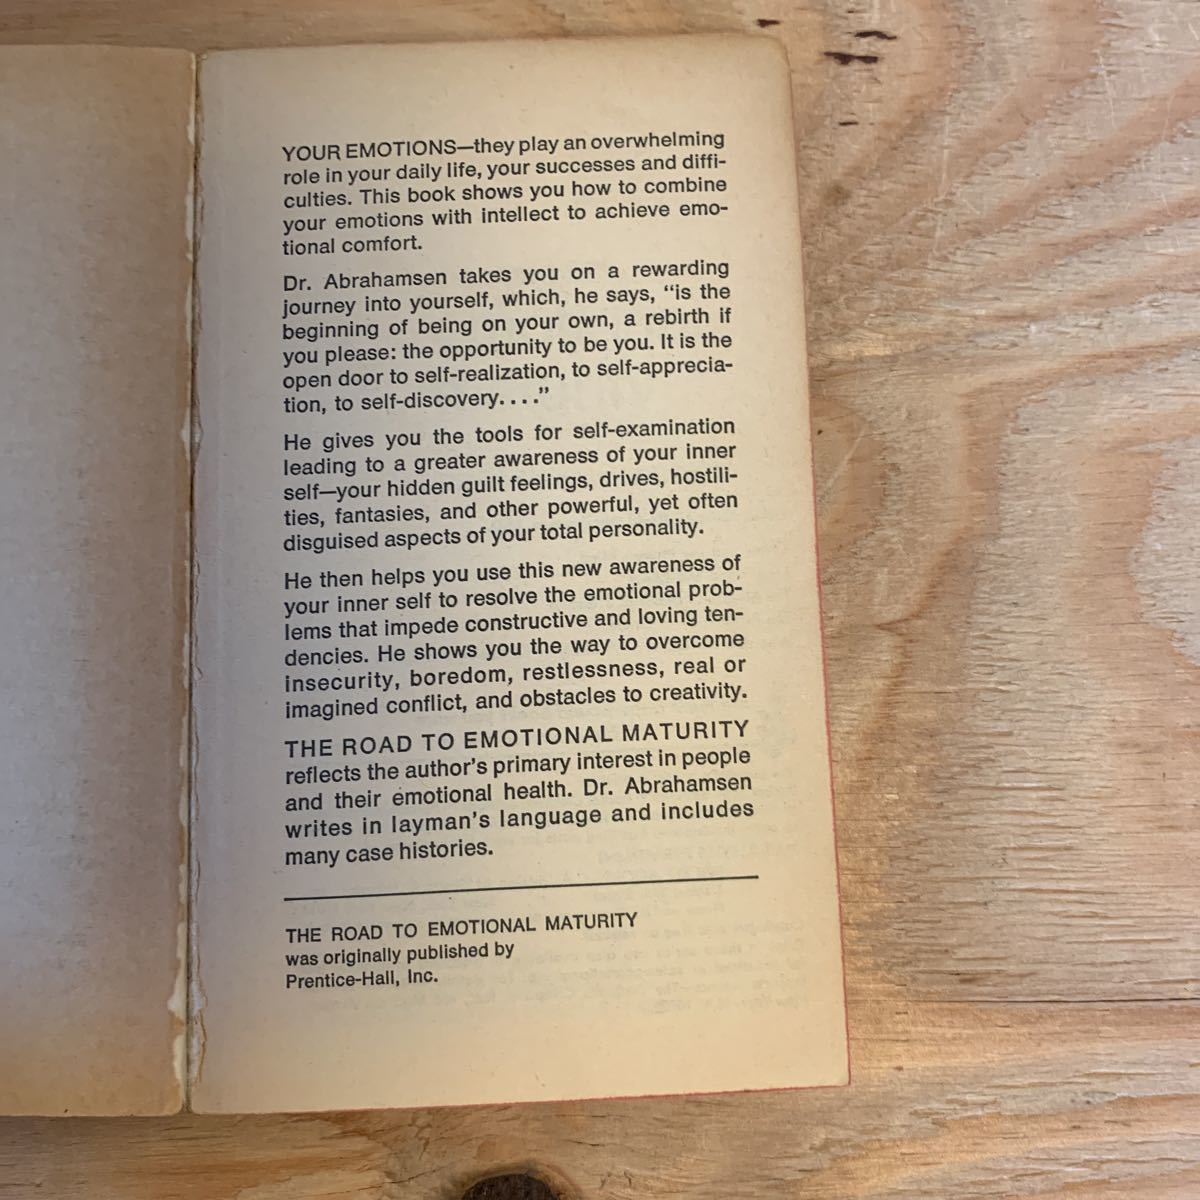 YOUR EMOTIONS—they play an overwhelming
role in your daily life, your successes and diffi-
culties. This book shows you how to combine
your emotions with intellect to achieve emo-
tional comfort.
Dr. Abrahamsen takes you on a rewarding
journey into yourself, which, he says, “is the
beginning of being on your own, a rebirth if
you please: the opportunity to be you. It is the
open door to self-realization, to self-apprecia-
tion, to self-discovery. . . .”
He gives you the tools for self-examination
leading to a greater awareness of your inner
self—your hidden guilt feelings, drives, hostili-
ties, fantasies, and other powerful, yet often
disguised aspects of your total personality.
He then helps you use this new awareness of
your inner self to resolve the emotional prob-
lems that impede constructive and loving ten-
dencies. He shows you the way to overcome
insecurity, boredom, restlessness, real or
imagined conflict, and obstacles to creativity.
THE ROAD TO EMOTIONAL MATURITY
reflects the author’s primary interest in people
and their emotional health. Dr. Abrahamsen
writes in layman’s language and includes
many case histories.
THE ROAD TO EMOTIONAL MATURITY
was originally published by
Prentice-Hall, Inc.